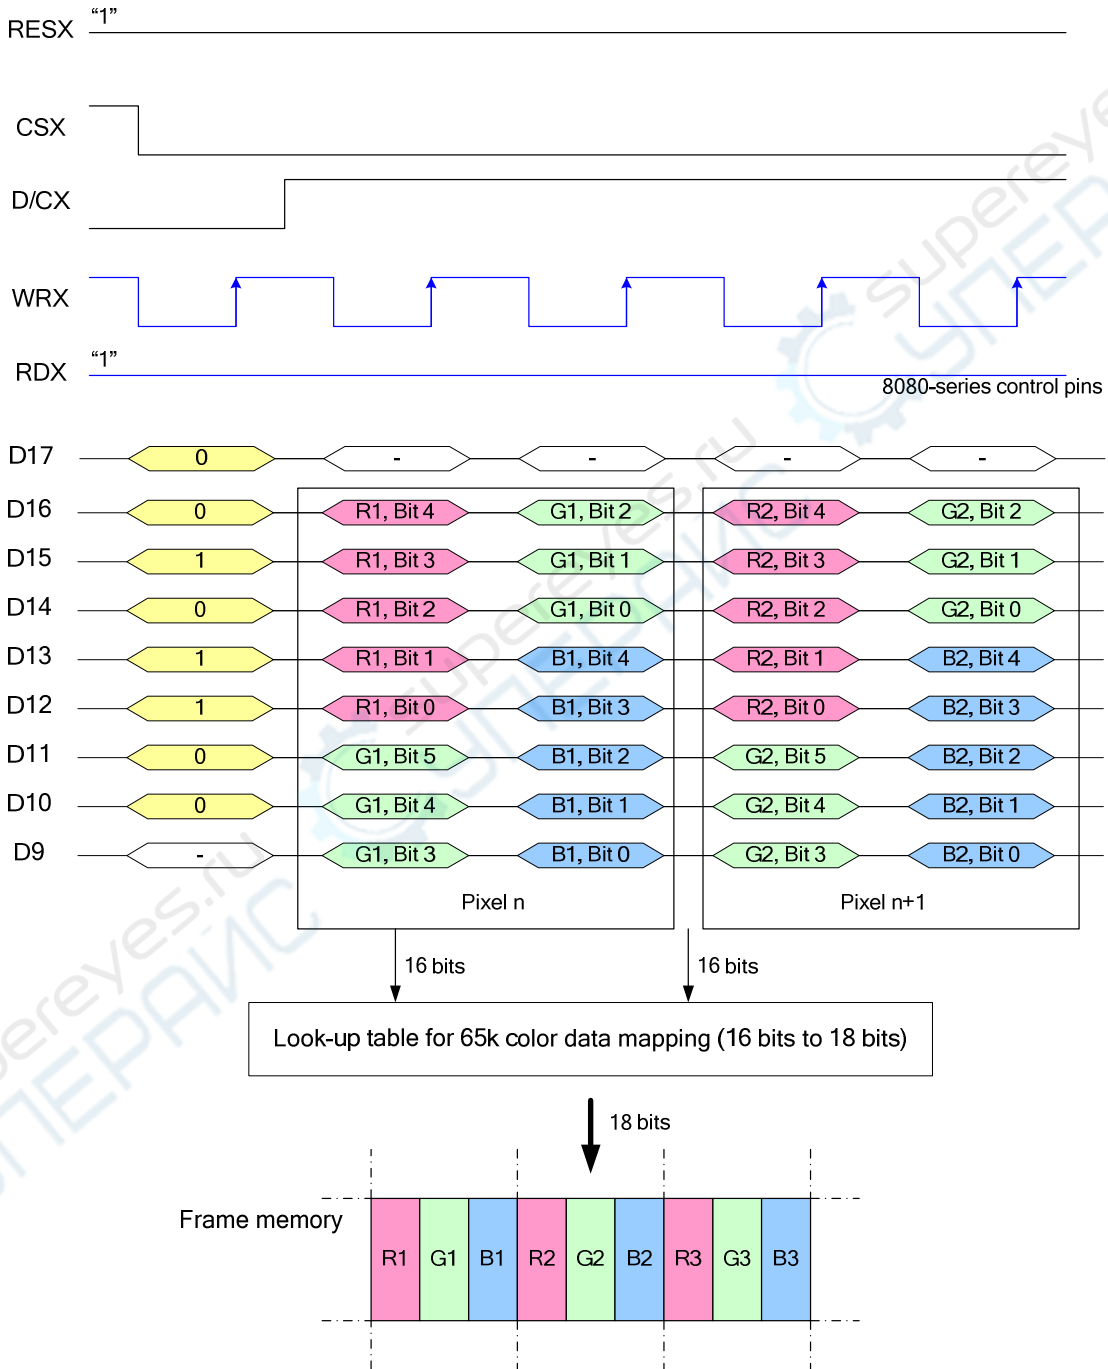 RESX “1”
CSX
D/CX
WRX
RDX “1”
8080-series control pins
D17 0 - - - -
D16 0 R1, Bit 4 G1, Bit 2 R2, Bit 4 G2, Bit 2
D15 1 R1, Bit 3 G1, Bit 1 R2, Bit 3 G2, Bit 1
D14 0 R1, Bit 2 G1, Bit 0 R2, Bit 2 G2, Bit 0
D13 1 R1, Bit 1 B1, Bit 4 R2, Bit 1 B2, Bit 4
D12 1 R1, Bit 0 B1, Bit 3 R2, Bit 0 B2, Bit 3
D11 0 G1, Bit 5 B1, Bit 2 G2, Bit 5 B2, Bit 2
D10 0 G1, Bit 4 B1, Bit 1 G2, Bit 4 B2, Bit 1
D9 - G1, Bit 3 B1, Bit 0 G2, Bit 3 B2, Bit 0
Pixel n Pixel n+1
16 bits 16 bits
Look-up table for 65k color data mapping (16 bits to 18 bits)
18 bits
Frame memory
R1 G1 B1 R2 G2 B2 R3 G3 B3
supereyes.ru
СУПЕРАЙС